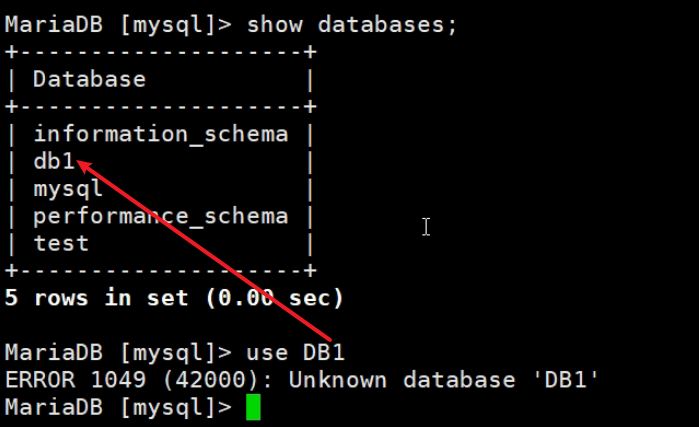 MariaDB [mysql]> show databases;
+--------------------+
| Database           |
+--------------------+
| information_schema |
| db1                |
| mysql              |
| performance_schema |
| test               |
+--------------------+
5 rows in set (0.00 sec)
MariaDB [mysql]> use DB1
ERROR 1049 (42000): Unknown database 'DB1'
MariaDB [mysql]>